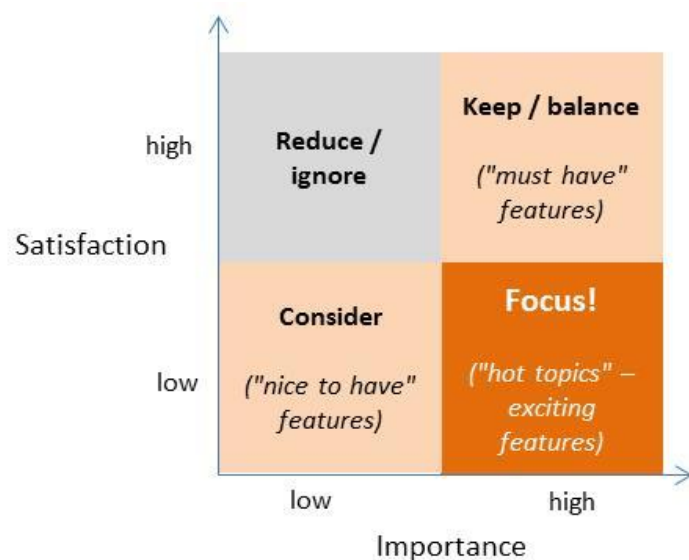 high
Satisfaction
low
Reduce /
ignore
Keep / balance
("must have"
features)
Consider
("nice to have"
features)
Focus!
("hot topics" –
exciting
features)
low
high
Importance